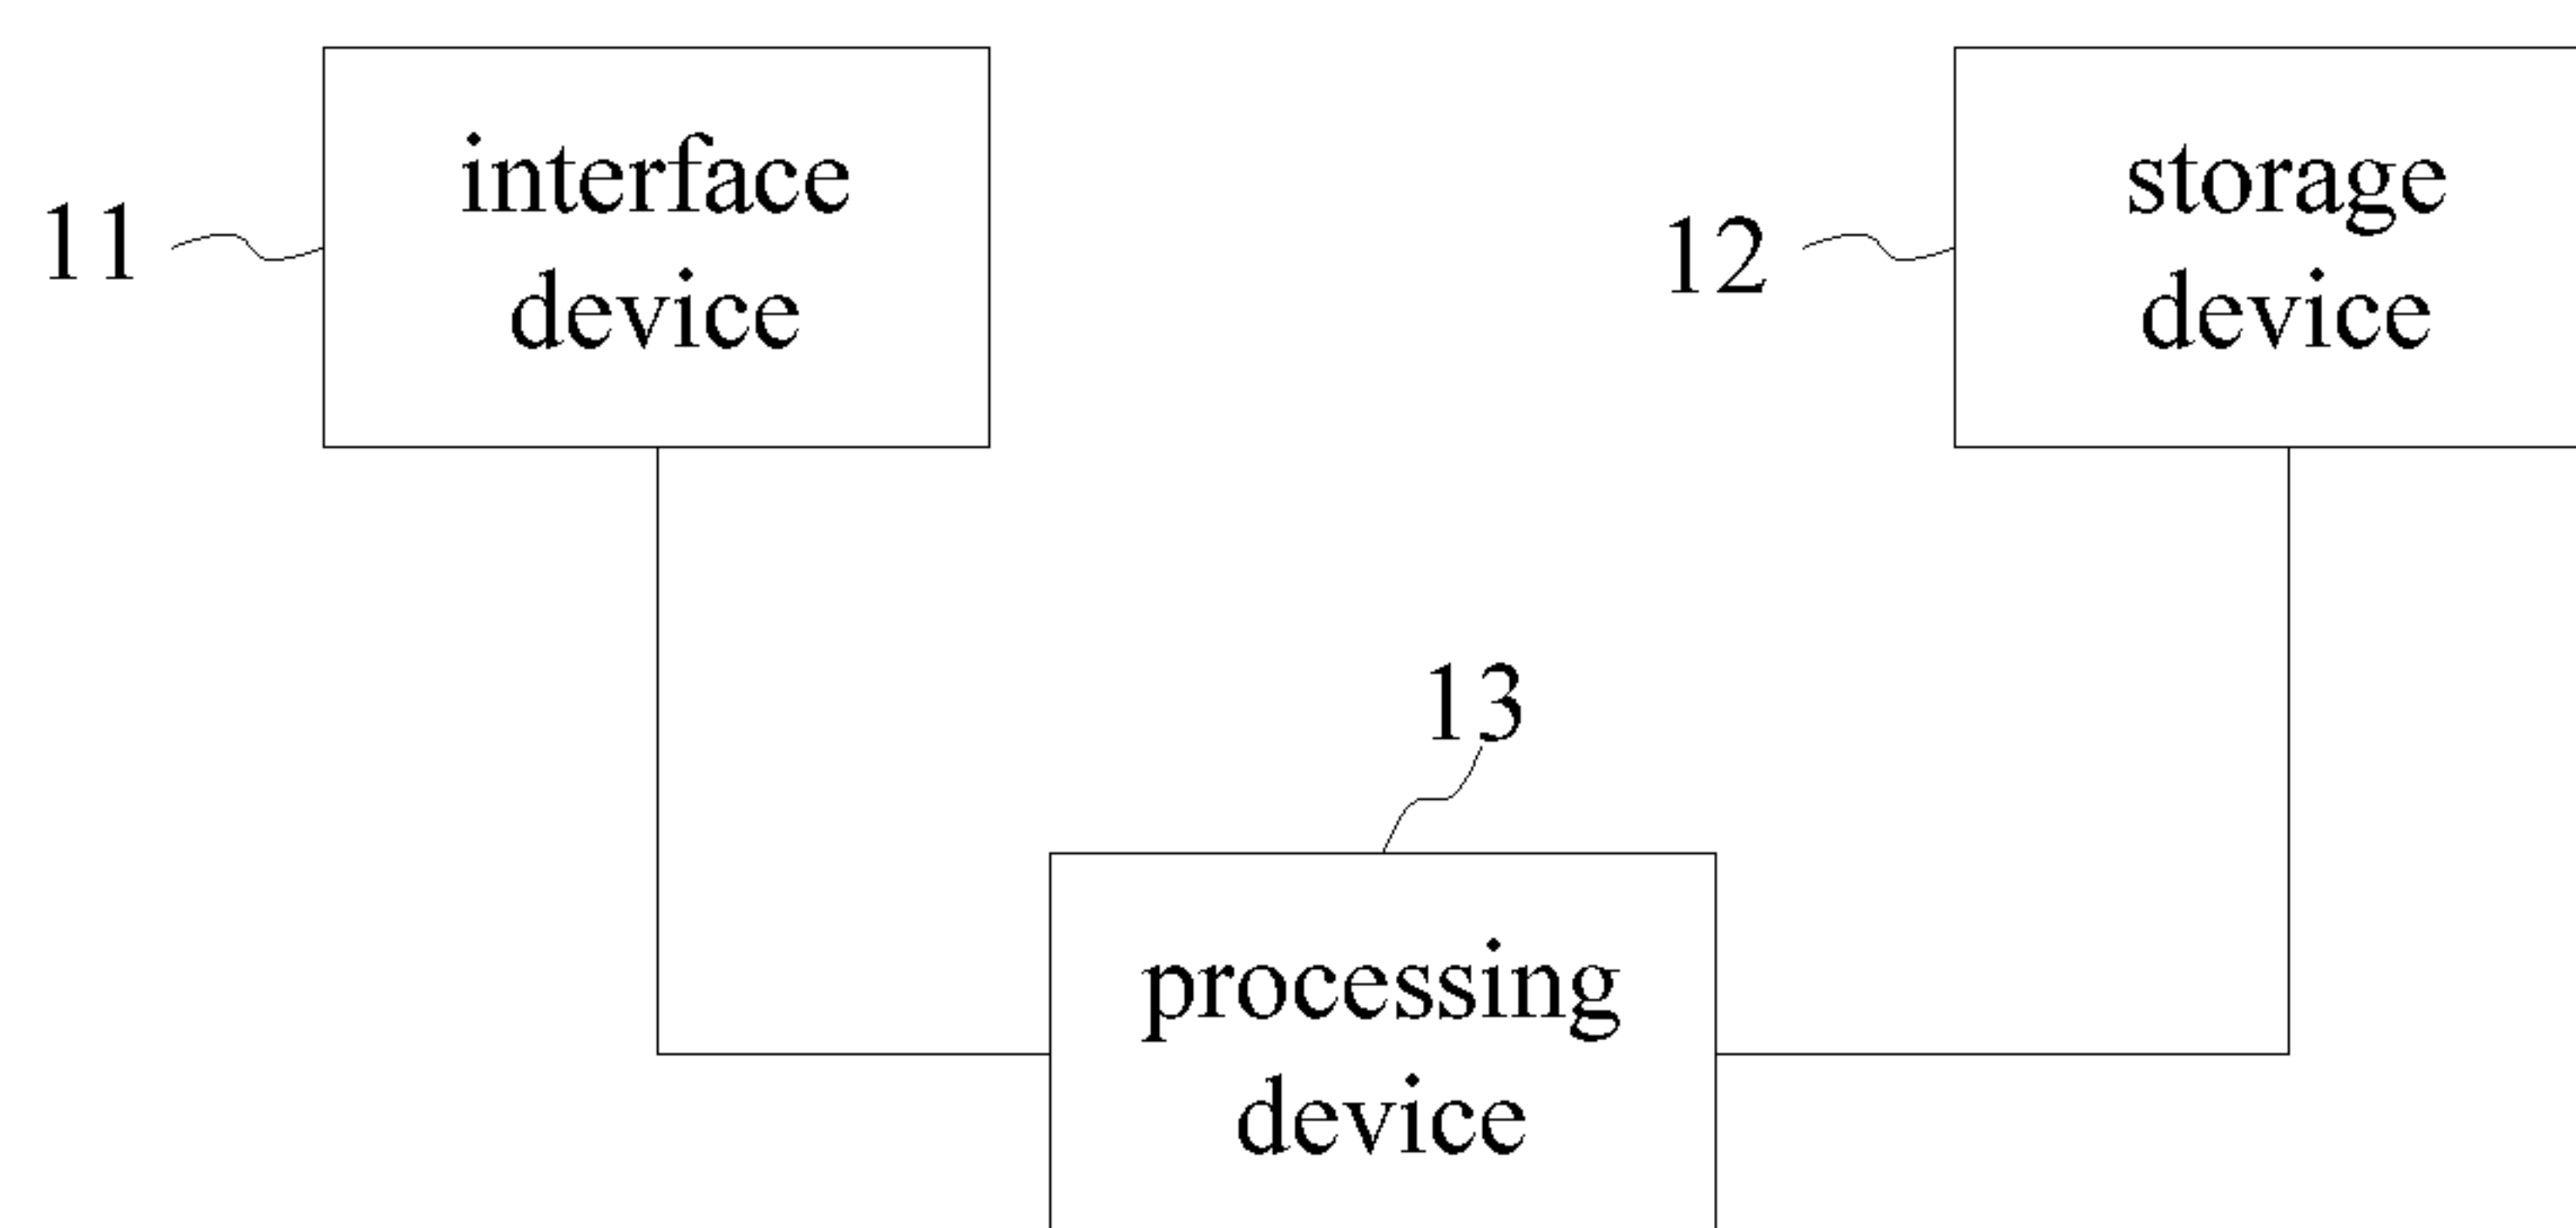 11
interface
device
12
storage
device
13
processing
device